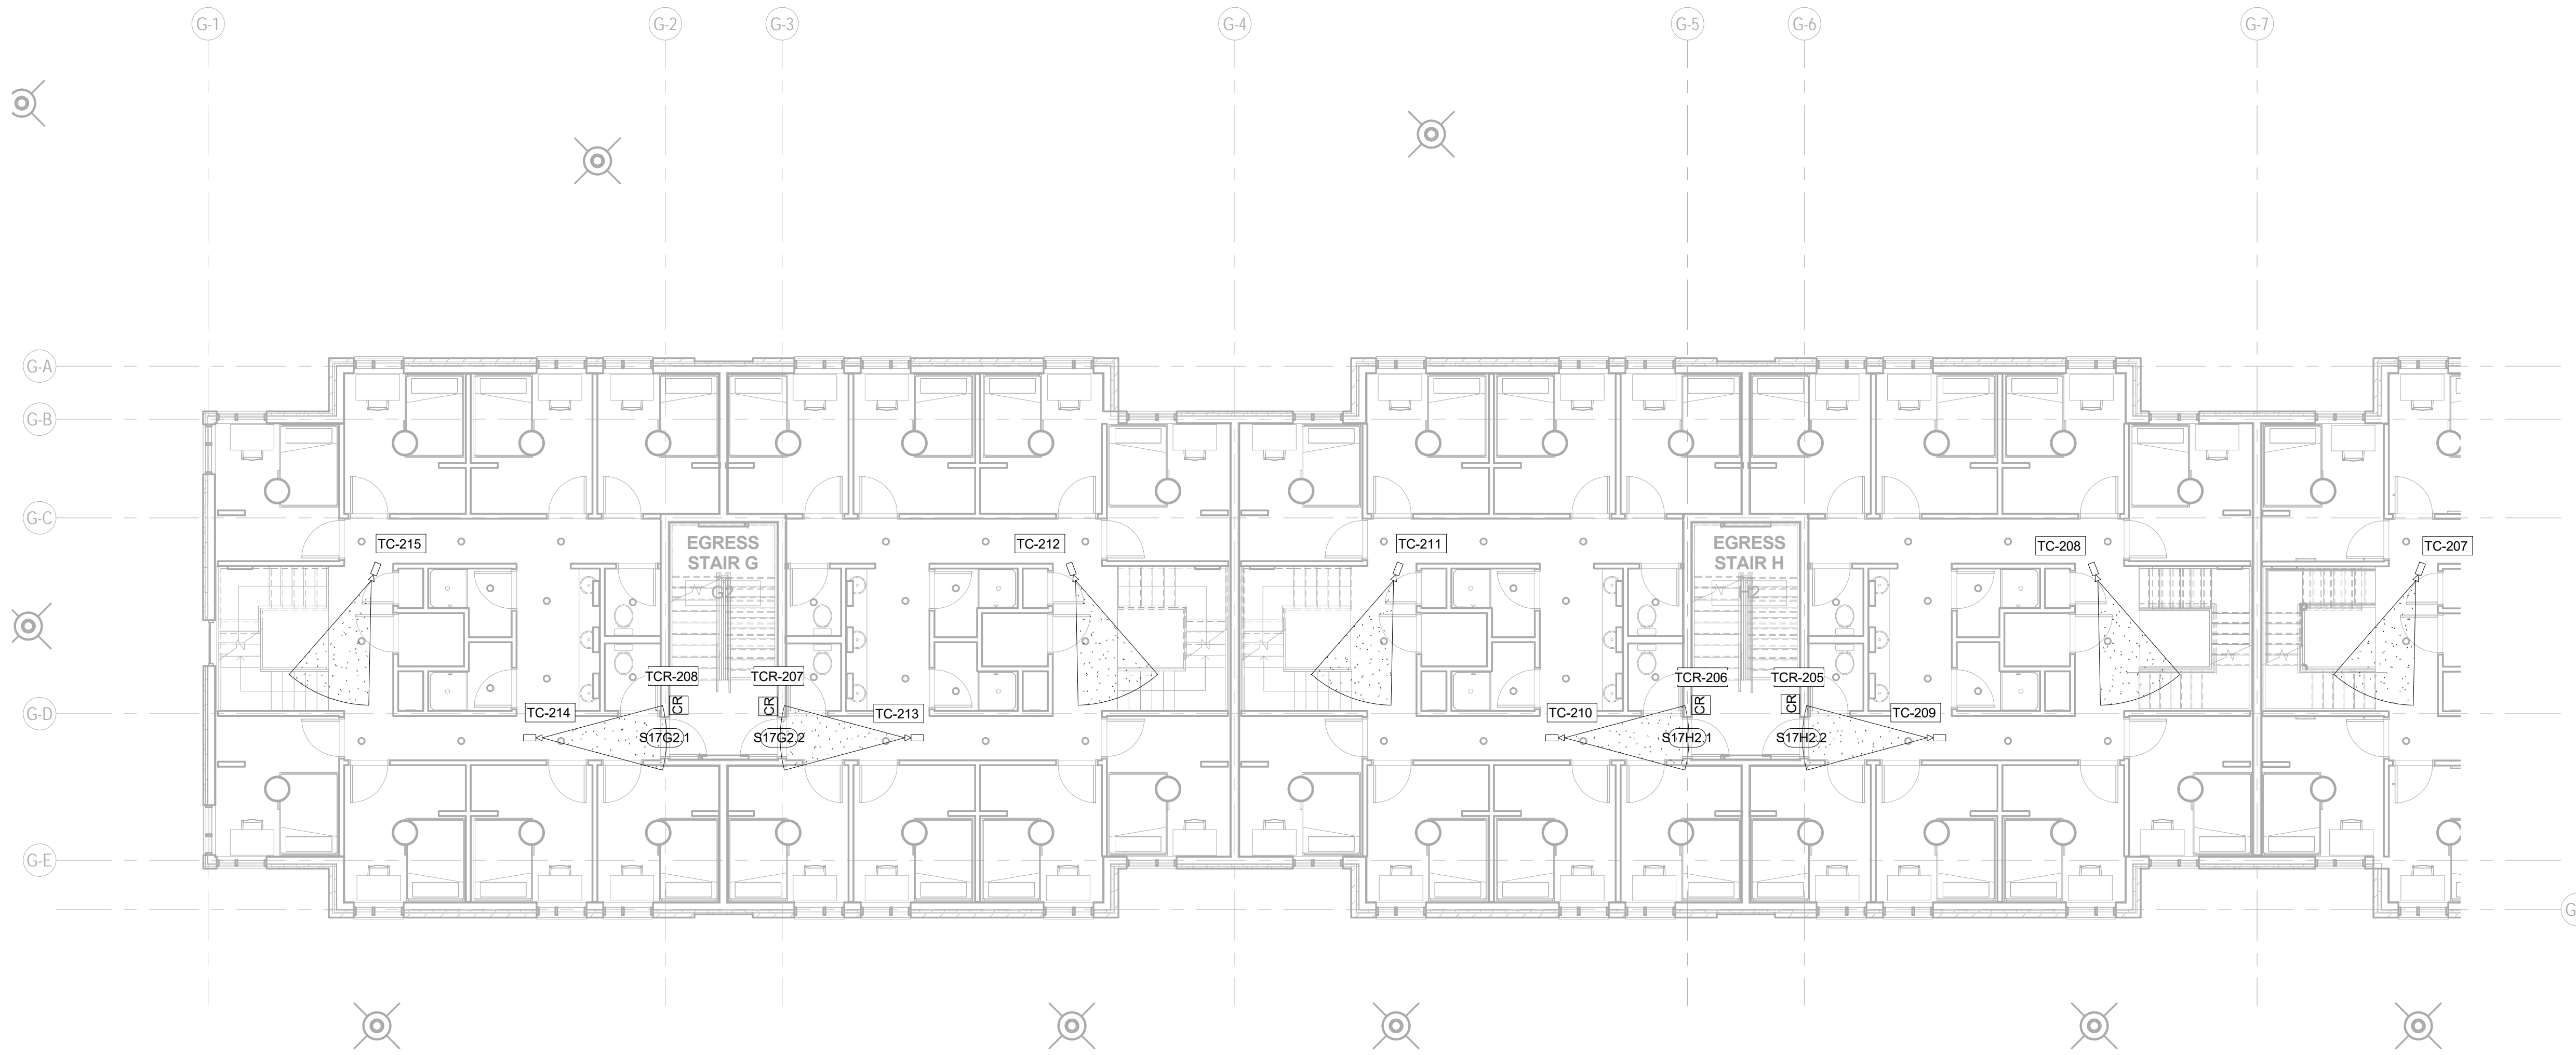 G-1
G-2
G-3
G-4
G-5
G-6
G-7
G-A
G-B
G-C
G-D
G-E
EGRESS
STAIR G
G2
EGRESS
STAIR H
TC-215
TC-212
TC-211
TC-208
TC-207
TCR-208
TCR-207
TCR-206
TCR-205
CR
CR
CR
CR
TC-214
TC-213
TC-210
TC-209
S17G2.1
S17G2.2
S17H2.1
S17H2.2
G